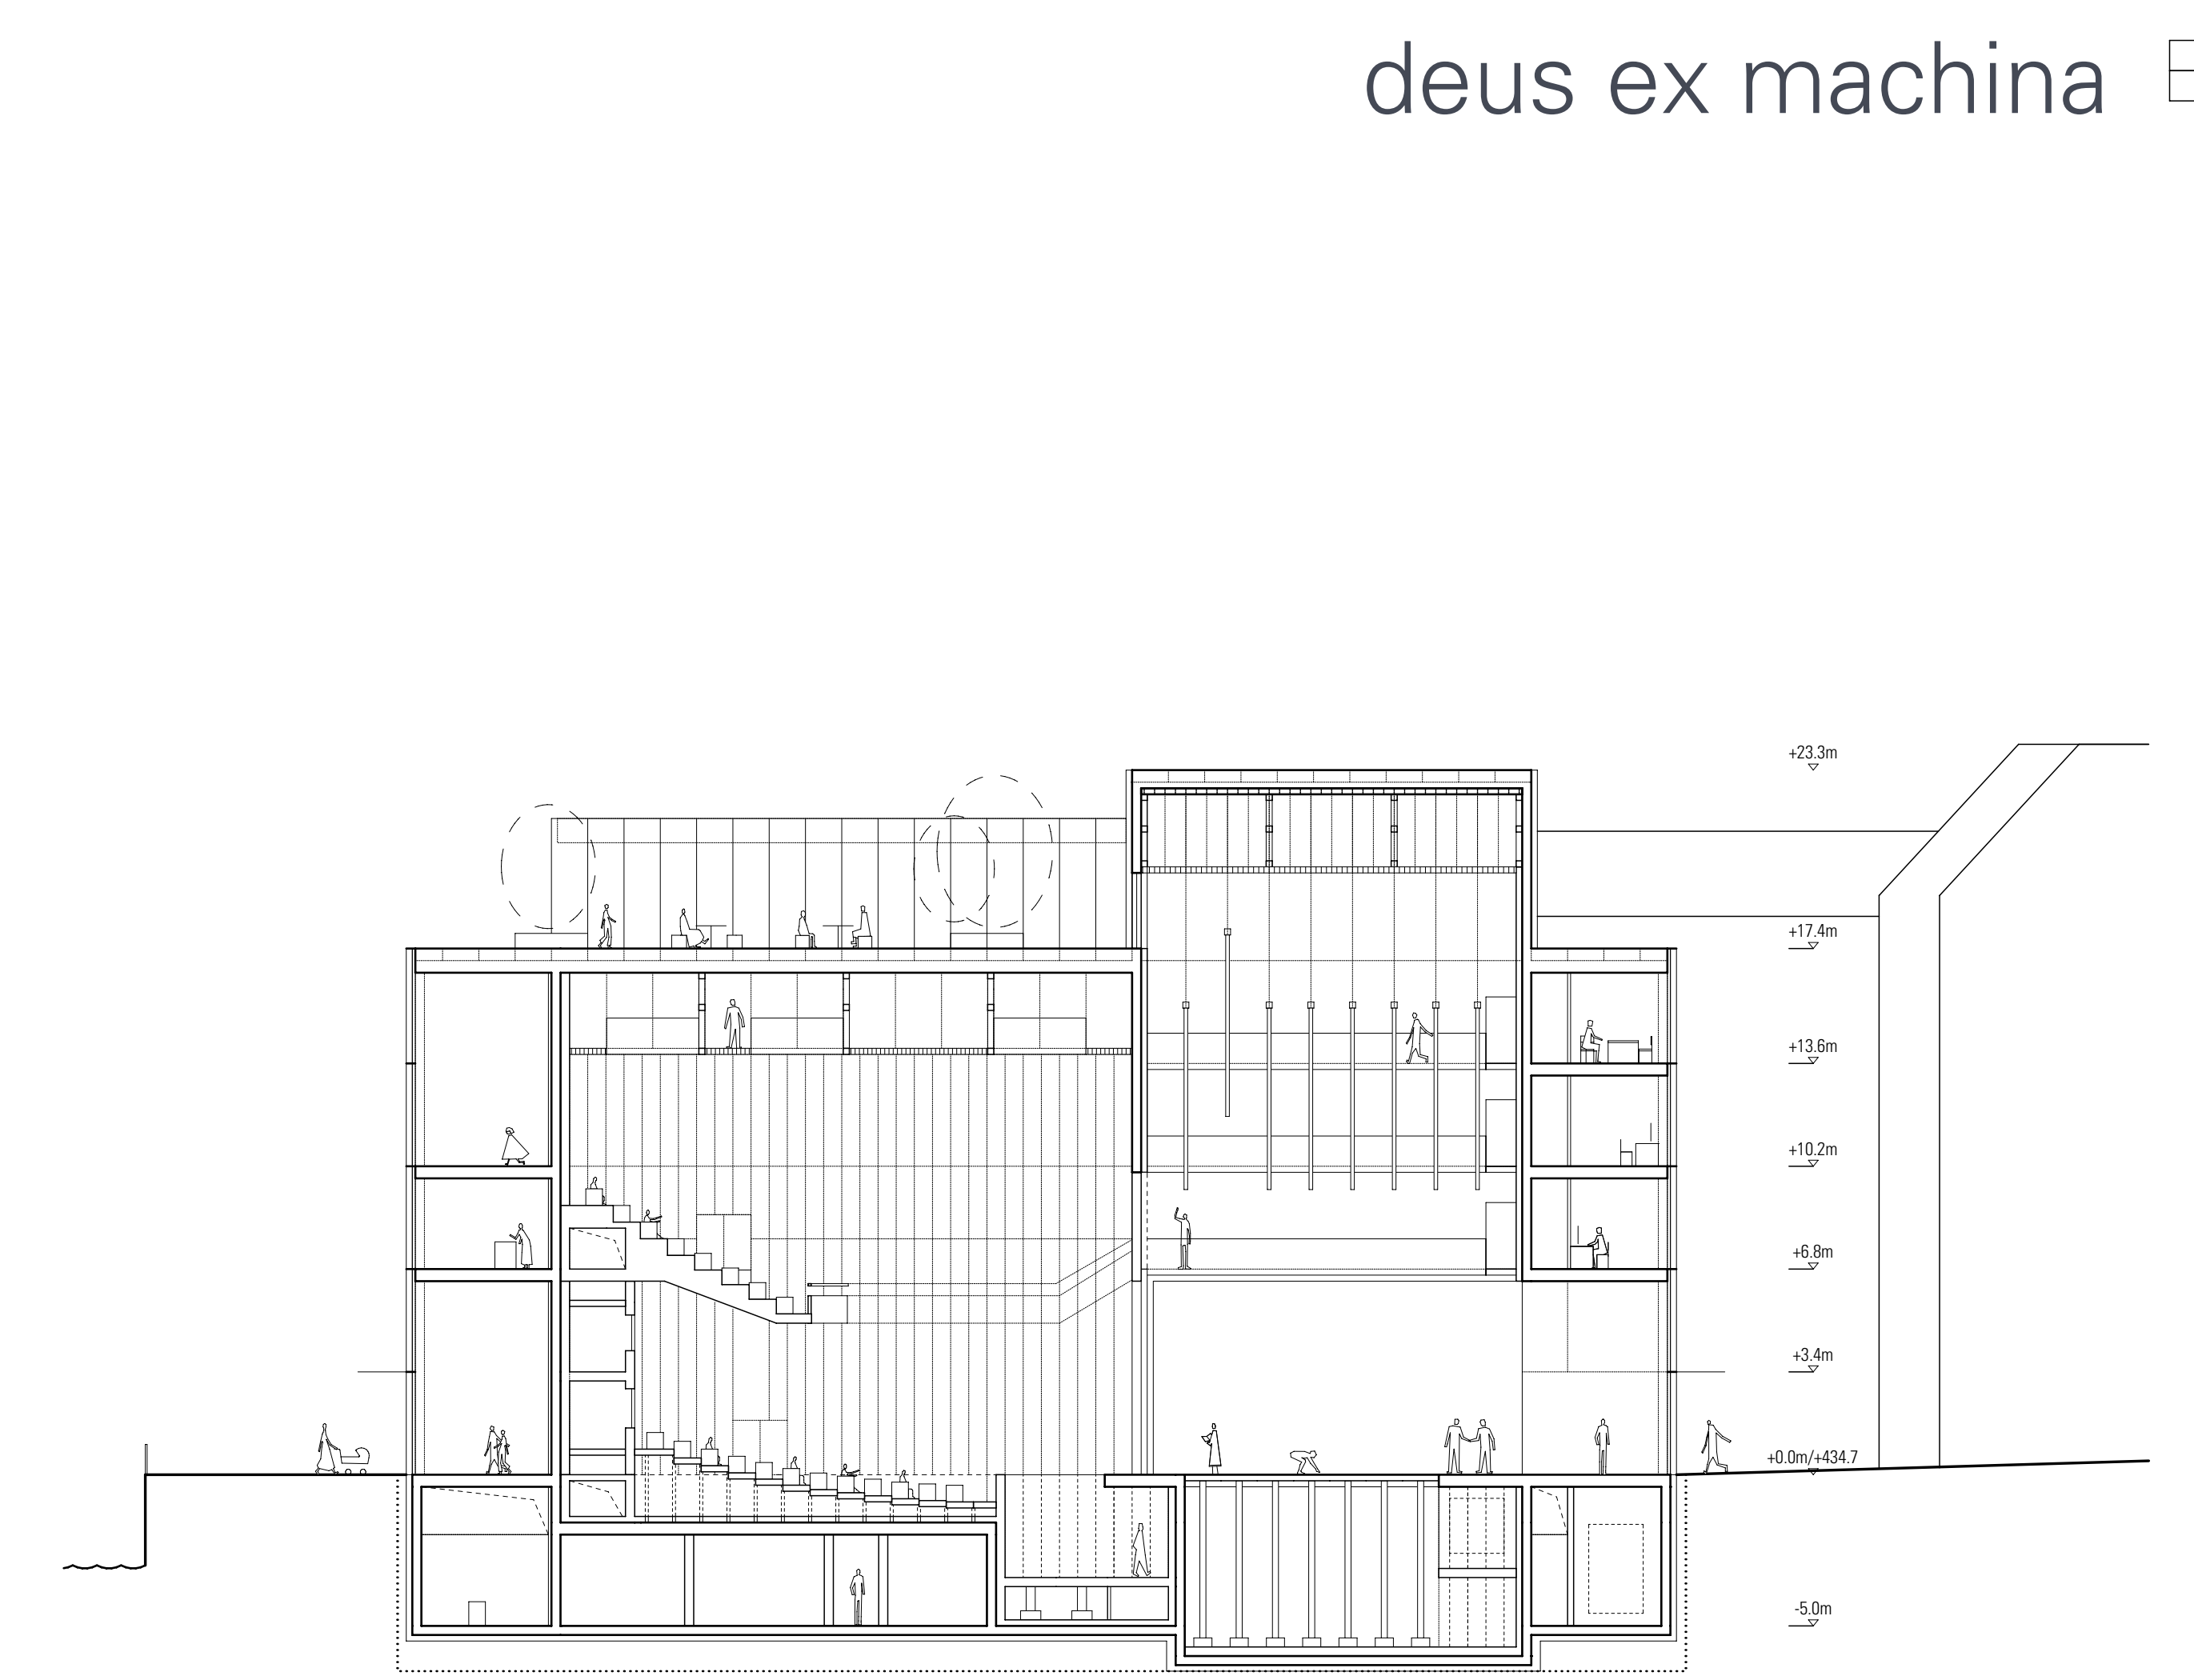 deus ex machina
+23.3m
+17.4m
+13.6m
+10.2m
+6.8m
+3.4m
+0.0m/+434.7
-5.0m